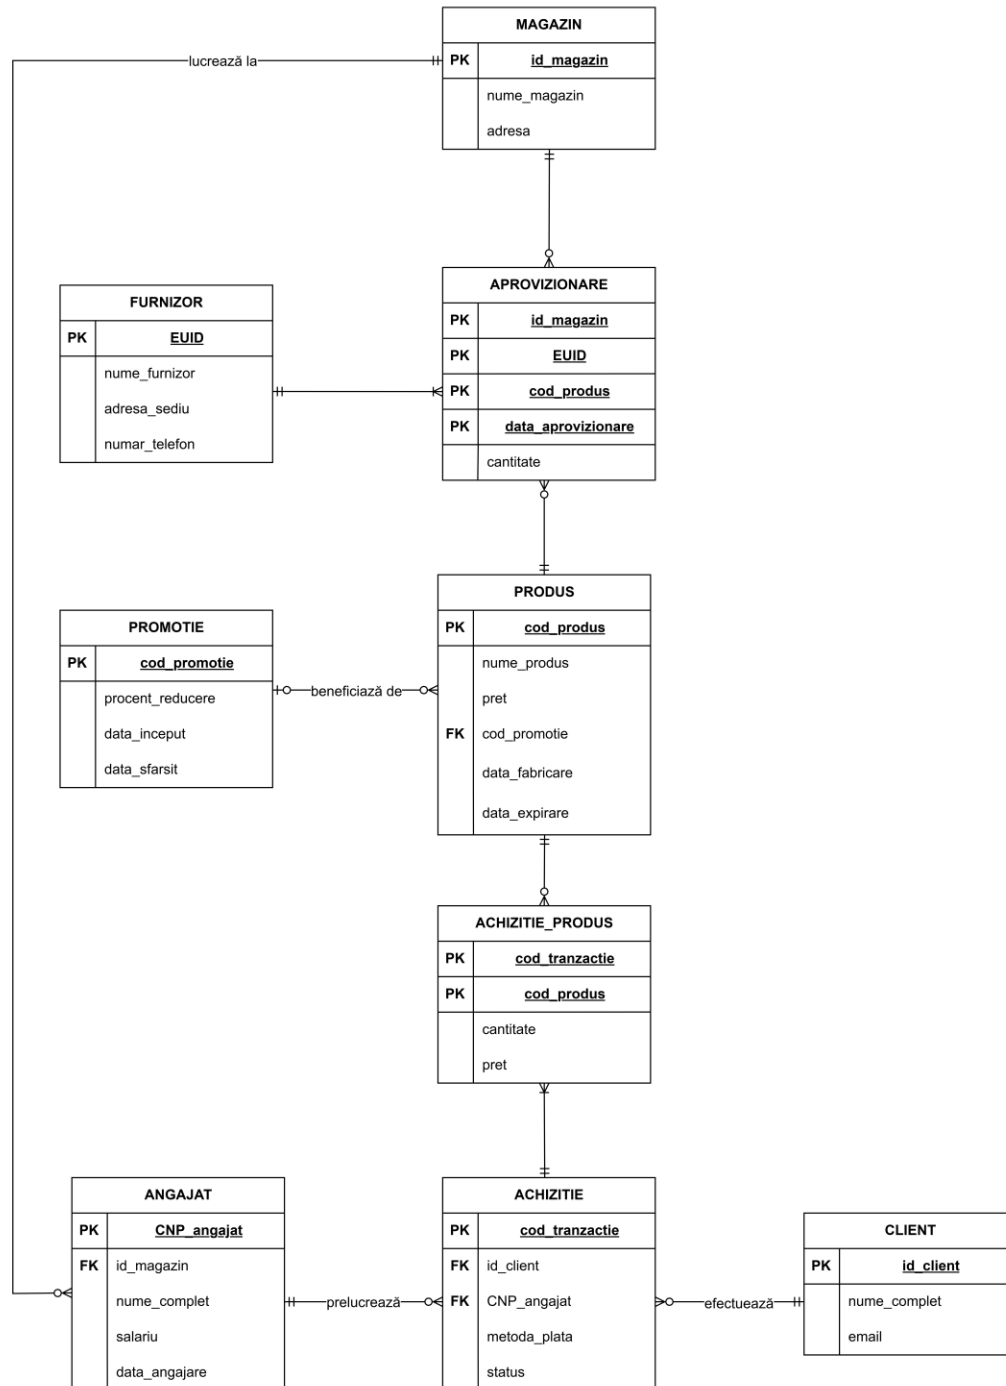 MAGAZIN
PK id_magazin
nume_magazin
adresa
lucrează la
APROVIZIONARE
PK id_magazin
PK EUID
PK cod_produs
PK data_aprovizionare
cantitate
FURNIZOR
PK EUID
nume_furnizor
adresa_sediu
numar_telefon
PRODUS
PK cod_produs
nume_produs
pret
FK cod_promotie
data_fabricare
data_expirare
PROMOTIE
PK cod_promotie
procent_reducere
data_inceput
data_sfarsit
beneficiază de
ACHIZITIE_PRODUS
PK cod_tranzactie
PK cod_produs
cantitate
pret
ANGAJAT
PK CNP_angajat
FK id_magazin
nume_complet
salariu
data_angajare
prelucrează
ACHIZITIE
PK cod_tranzactie
FK id_client
FK CNP_angajat
metoda_plata
status
efectuează
CLIENT
PK id_client
nume_complet
email